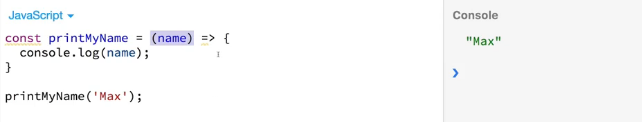 JavaScript
const printMyName = (name) => {
  console.log(name);
}
printMyName('Max');
Console
"Max"